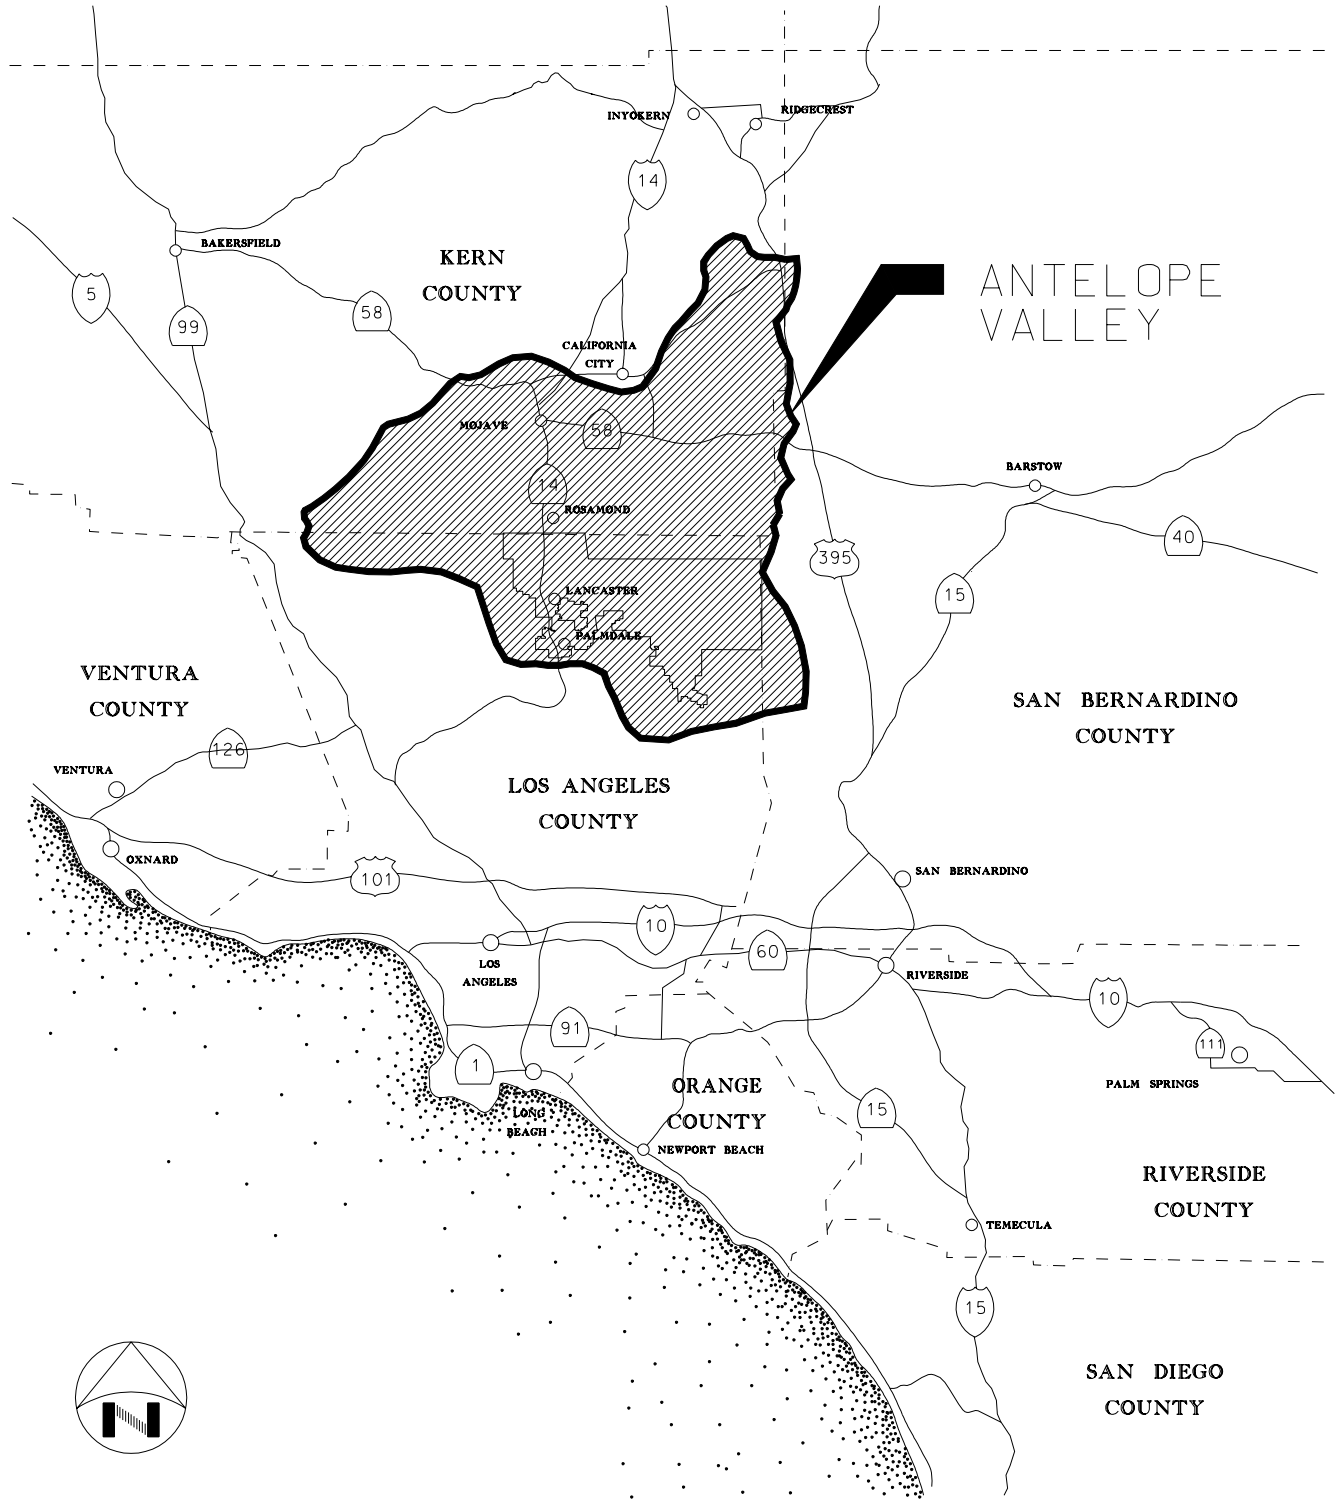 INYOKERN
RIDGECREST
14
BAKERSFIELD
KERN
COUNTY
5
99
58
ANTELOPE
VALLEY
CALIFORNIA
CITY
MOJAVE
58
14
ROSAMOND
BARSTOW
40
395
15
LANCASTER
PALMDALE
VENTURA
COUNTY
SAN BERNARDINO
COUNTY
126
VENTURA
LOS ANGELES
COUNTY
OXNARD
101
SAN BERNARDINO
10
60
LOS
ANGELES
RIVERSIDE
10
91
111
1
PALM SPRINGS
ORANGE
COUNTY
LONG
BEAGH
15
NEWPORT BEACH
RIVERSIDE
COUNTY
TEMECULA
15
SAN DIEGO
COUNTY
N